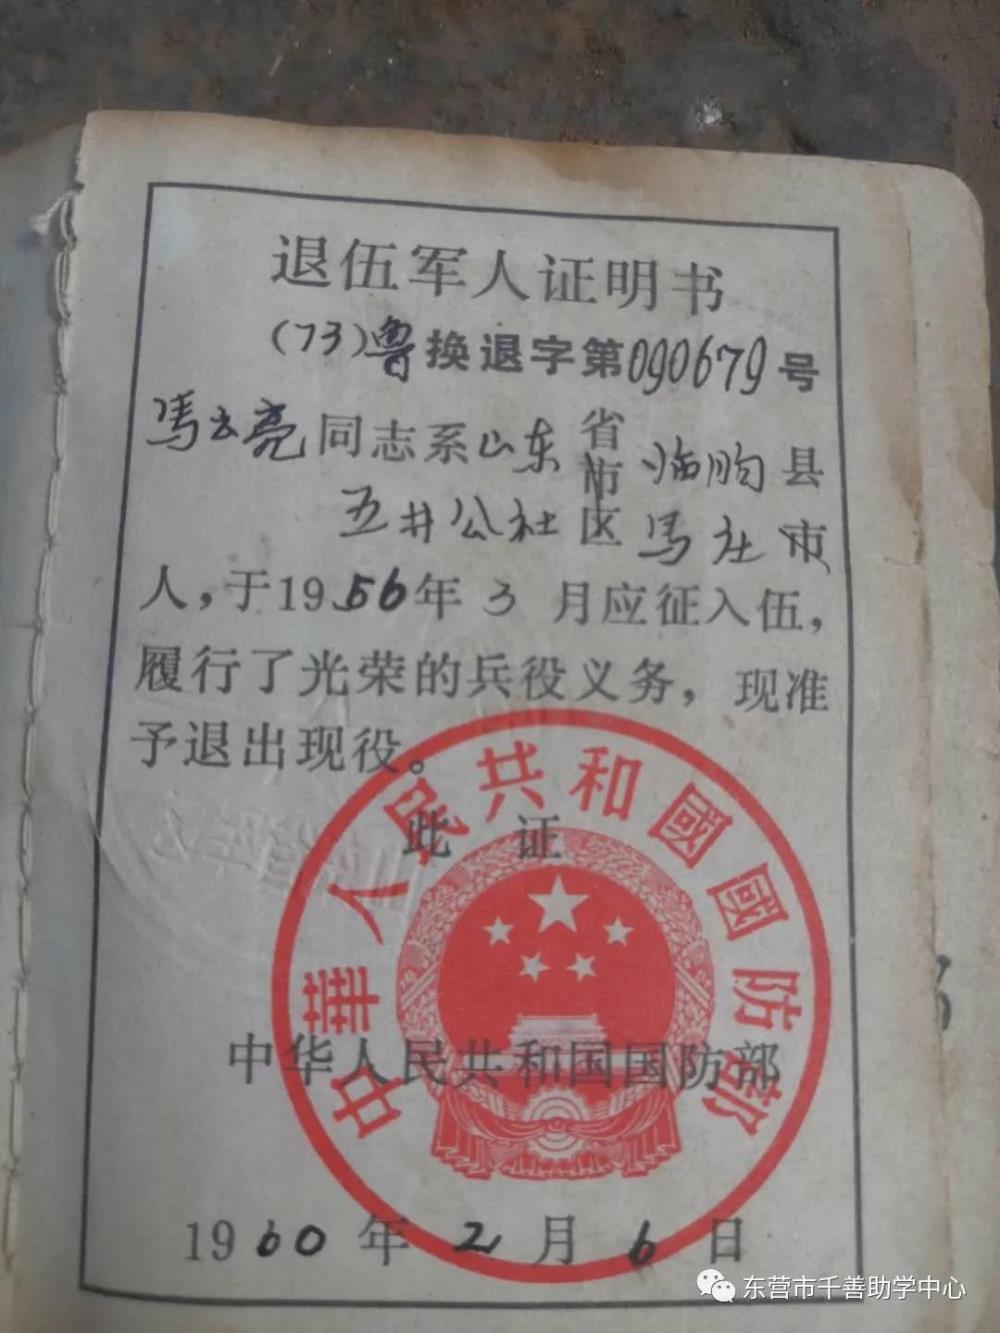 退伍军人证明书
(73)鲁换退字第090679号
马云亮同志系山东省市临朐县
五井公社区马庄市
人，于1956年3月应征入伍，
履行了光荣的兵役义务，现准
予退出现役。
此证
中华人民共和国国防部
中華人民共和國國防部
1960年2月6日
东营市千善助学中心